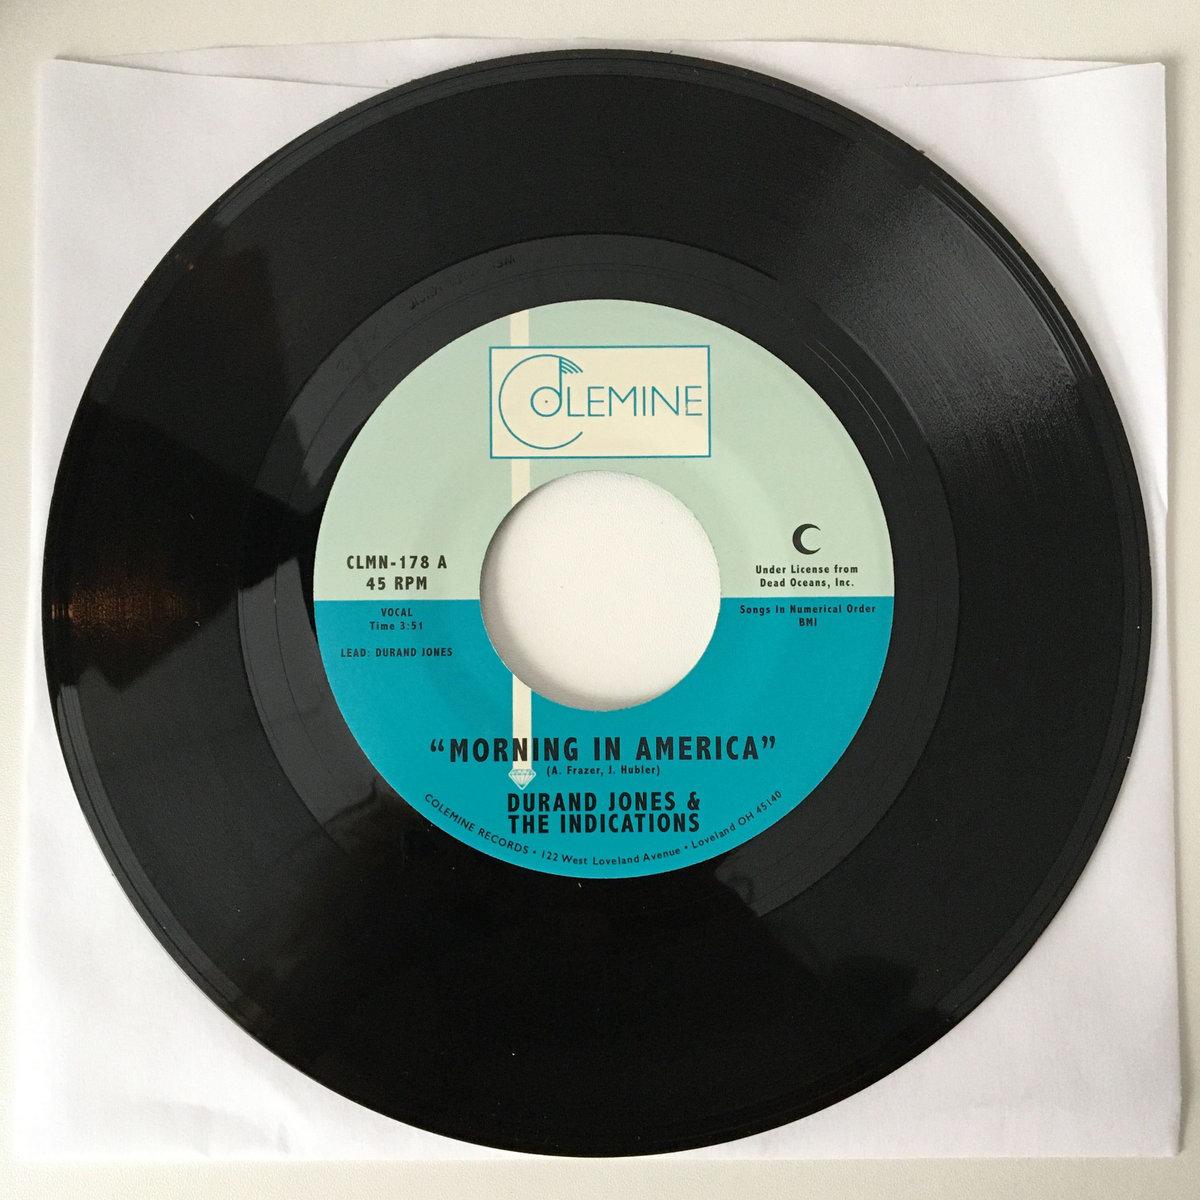 COLEMINE
CLMN-178 A
45 RPM
VOCAL
Time 3:51
LEAD: DURAND JONES
Under License from
Dead Oceans, Inc.
Songs In Numerical Order
BMI
“MORNING IN AMERICA”
(A. Frazer, J. Hubler)
DURAND JONES &
THE INDICATIONS
COLEMINE RECORDS • 122 West Loveland Avenue • Loveland OH 45140